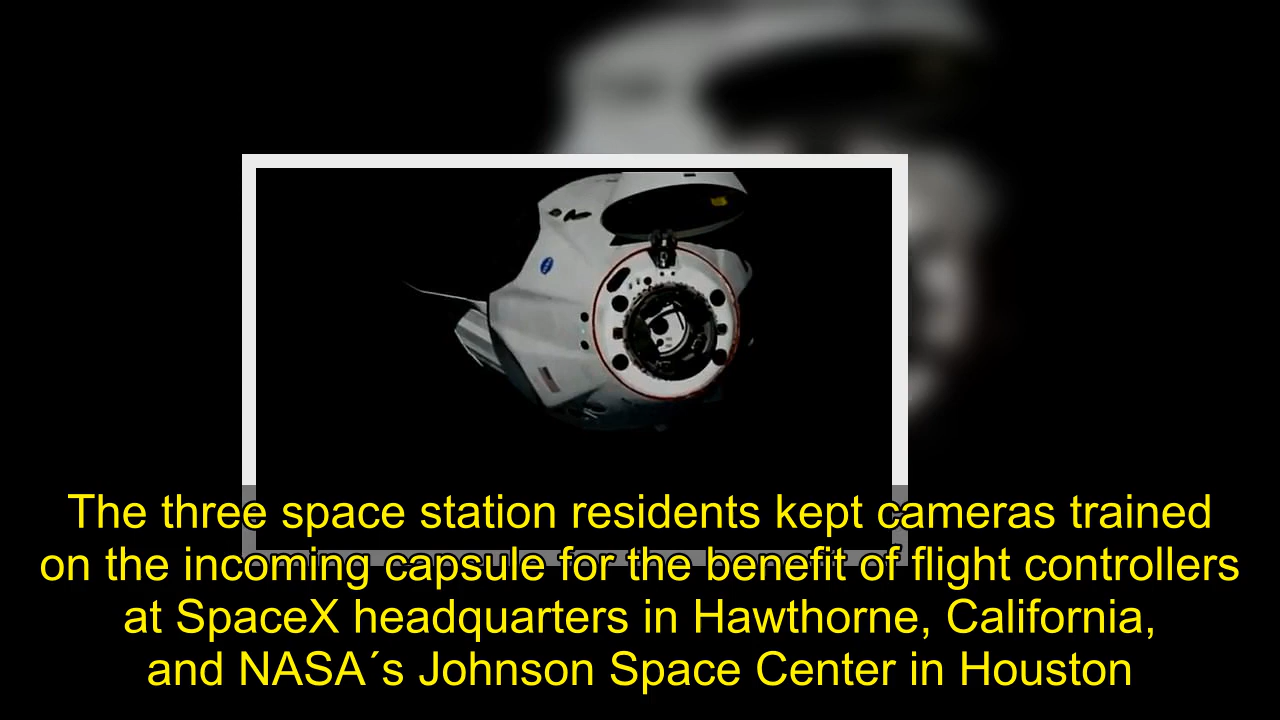 The three space station residents kept cameras trained
on the incoming capsule for the benefit of flight controllers
at SpaceX headquarters in Hawthorne, California,
and NASA´s Johnson Space Center in Houston